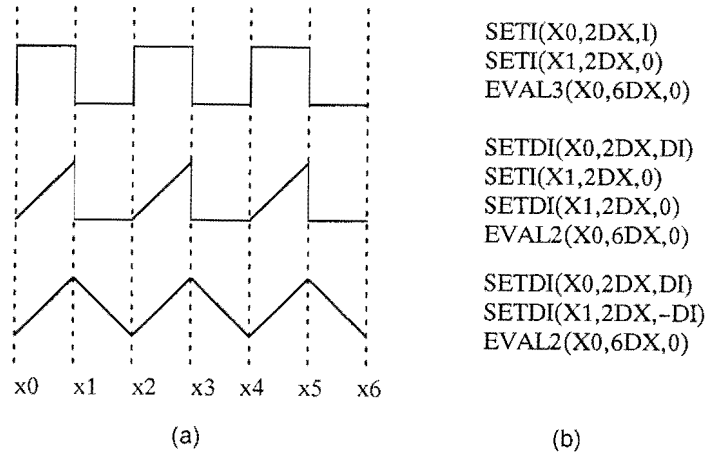 SETI(X0,2DX,I)
SETI(X1,2DX,0)
EVAL3(X0,6DX,0)
SETDI(X0,2DX,DI)
SETI(X1,2DX,0)
SETDI(X1,2DX,0)
EVAL2(X0,6DX,0)
SETDI(X0,2DX,DI)
SETDI(X1,2DX,-DI)
EVAL2(X0,6DX,0)
x0 x1 x2 x3 x4 x5 x6
(a) (b)